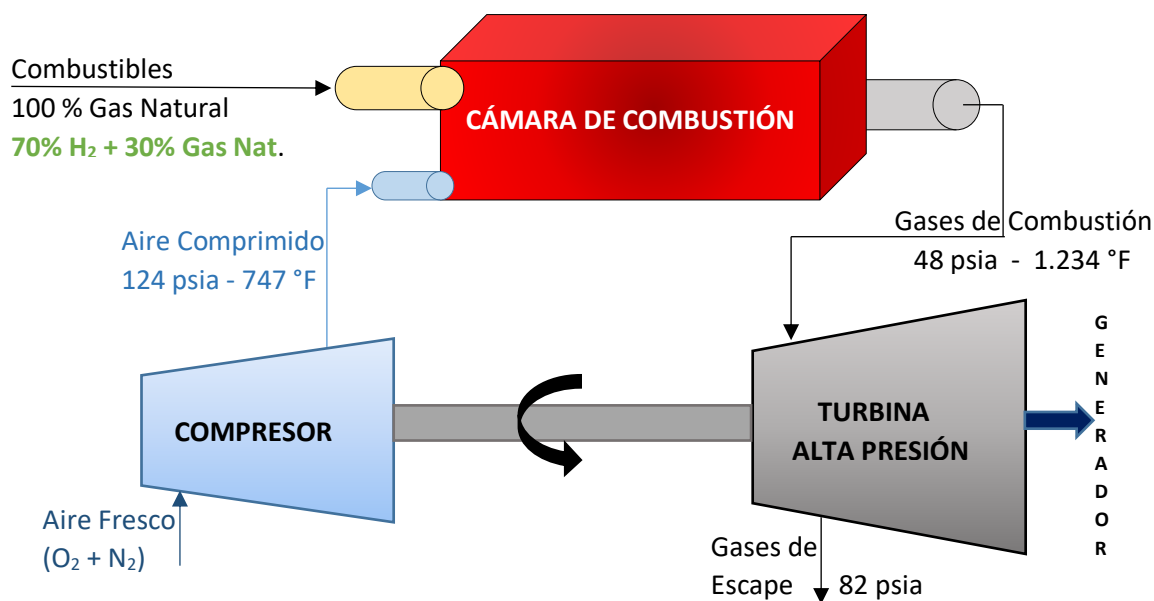 Combustibles
100 % Gas Natural
70% H₂ + 30% Gas Nat.
CÁMARA DE COMBUSTIÓN
Aire Comprimido
124 psia - 747 °F
Gases de Combustión
48 psia - 1.234 °F
COMPRESOR
TURBINA
ALTA PRESIÓN
GENERADOR
Aire Fresco
(O₂ + N₂)
Gases de
Escape 82 psia